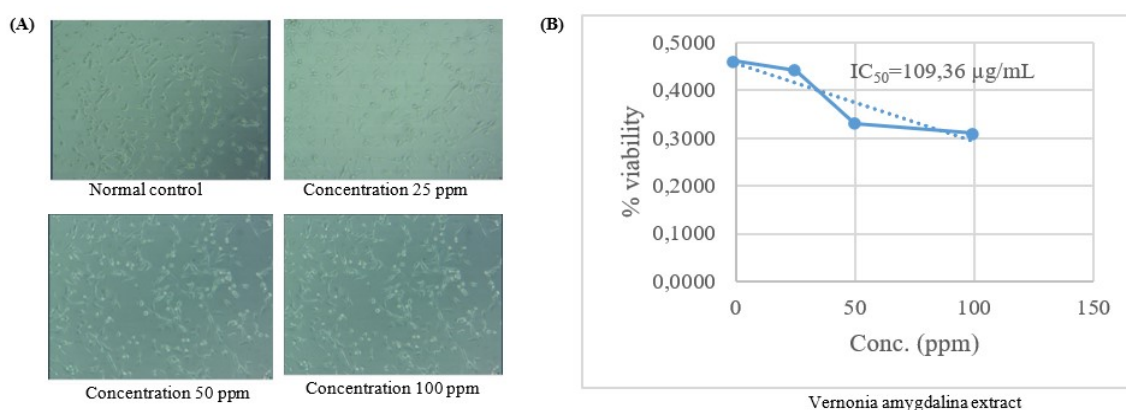 (A)
Normal control
Concentration 25 ppm
Concentration 50 ppm
Concentration 100 ppm
(B)
0,5000
0,4000
0,3000
0,2000
0,1000
0,0000
% viability
IC₅₀=109,36 µg/mL
0
50
100
150
Conc. (ppm)
Vernonia amygdalina extract